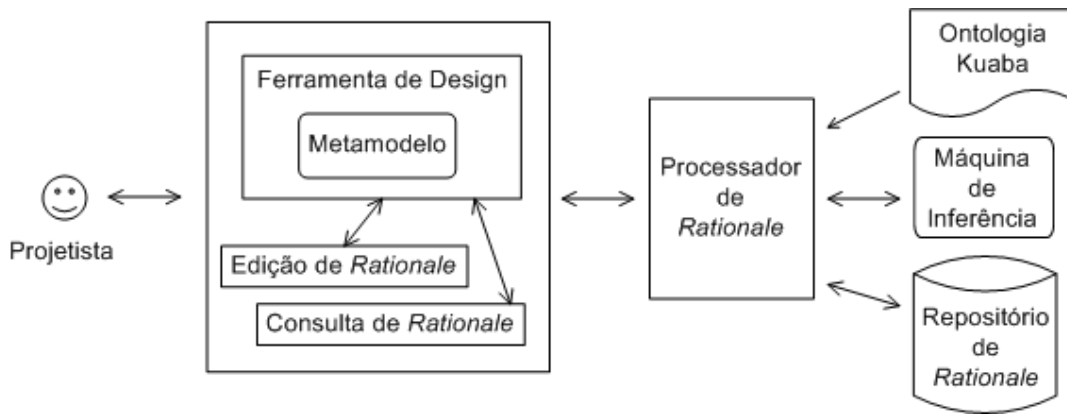 Projetista
Ferramenta de Design
Metamodelo
Edição de Rationale
Consulta de Rationale
Processador
de
Rationale
Ontologia
Kuaba
Máquina
de
Inferência
Repositório
de
Rationale